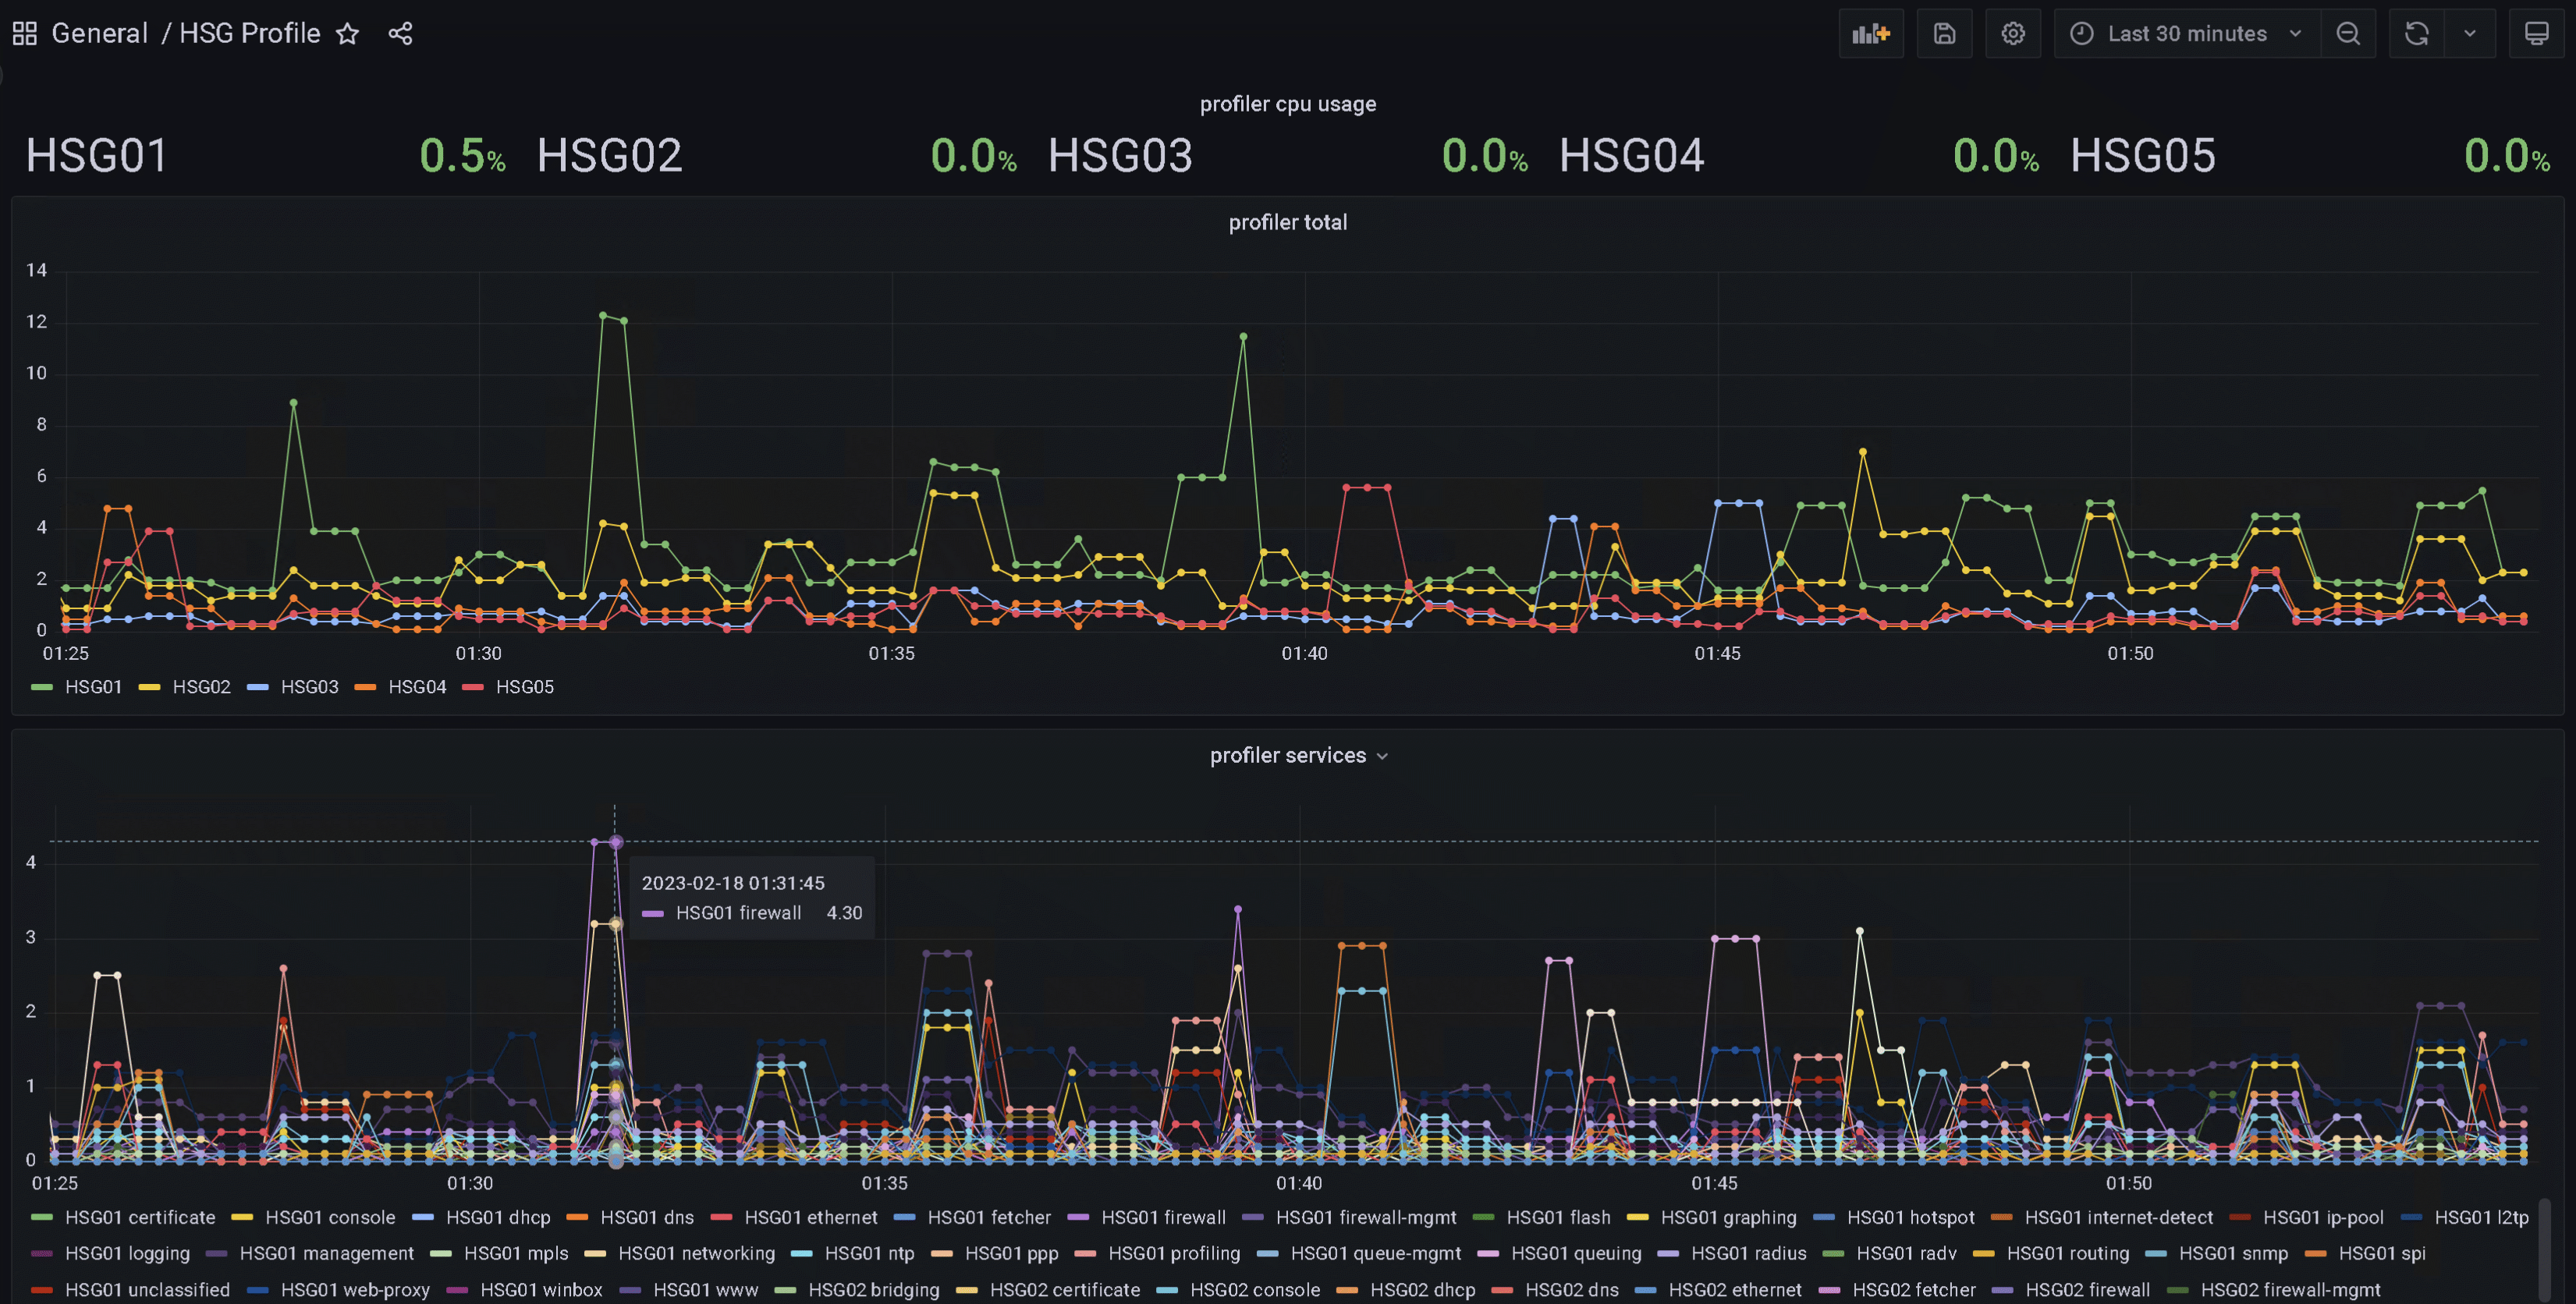 General / HSG Profile
Last 30 minutes
profiler cpu usage
HSG01 0.5% HSG02 0.0% HSG03 0.0% HSG04 0.0% HSG05 0.0%
profiler total
14
12
10
8
6
4
2
0
01:25 01:30 01:35 01:40 01:45 01:50
HSG01 HSG02 HSG03 HSG04 HSG05
profiler services
4
2023-02-18 01:31:45
HSG01 firewall 4.30
3
2
1
0
01:25 01:30 01:35 01:40 01:45 01:50
HSG01 certificate HSG01 console HSG01 dhcp HSG01 dns HSG01 ethernet HSG01 fetcher HSG01 firewall HSG01 firewall-mgmt HSG01 flash HSG01 graphing HSG01 hotspot HSG01 internet-detect HSG01 ip-pool HSG01 l2tp
HSG01 logging HSG01 management HSG01 mpls HSG01 networking HSG01 ntp HSG01 ppp HSG01 profiling HSG01 queue-mgmt HSG01 queuing HSG01 radius HSG01 radv HSG01 routing HSG01 snmp HSG01 spi
HSG01 unclassified HSG01 web-proxy HSG01 winbox HSG01 www HSG02 bridging HSG02 certificate HSG02 console HSG02 dhcp HSG02 dns HSG02 ethernet HSG02 fetcher HSG02 firewall HSG02 firewall-mgmt